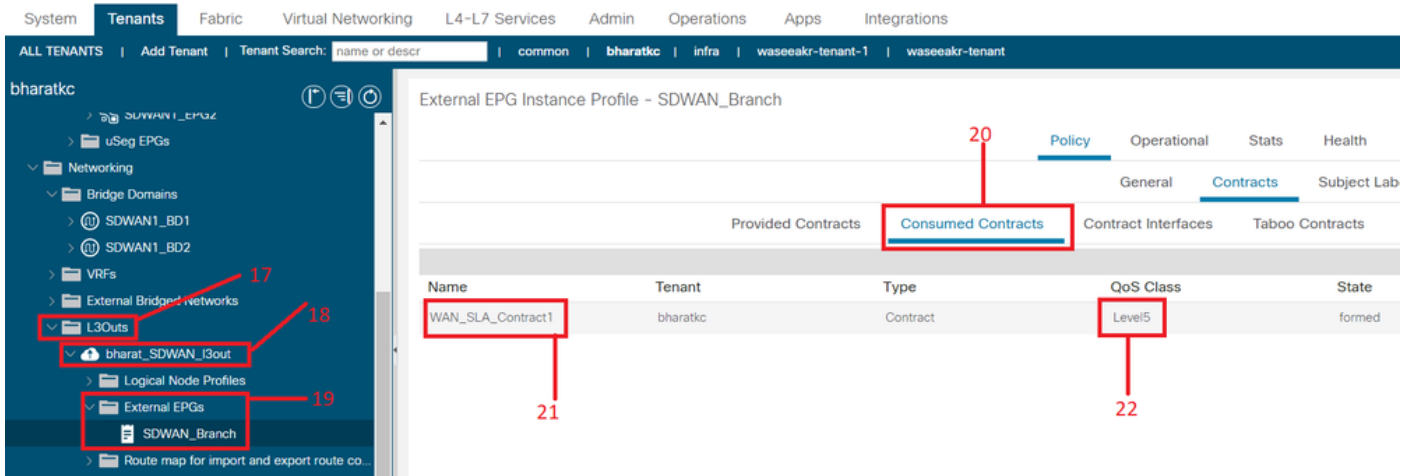 System Tenants Fabric Virtual Networking L4-L7 Services Admin Operations Apps Integrations
ALL TENANTS | Add Tenant | Tenant Search: name or descr | common | bharatkc | infra | waseeakr-tenant-1 | waseeakr-tenant
bharatkc
SDWAN1_EPG2
uSeg EPGs
Networking
Bridge Domains
SDWAN1_BD1
SDWAN1_BD2
VRFs
17
External Bridged Networks
L3Outs
18
bharat_SDWAN_l3out
Logical Node Profiles
External EPGs
19
SDWAN_Branch
Route map for import and export route co...
External EPG Instance Profile - SDWAN_Branch
20
Policy Operational Stats Health
General Contracts Subject Lab
Provided Contracts Consumed Contracts Contract Interfaces Taboo Contracts
Name Tenant Type QoS Class State
WAN_SLA_Contract1 bharatkc Contract Level5 formed
21 22